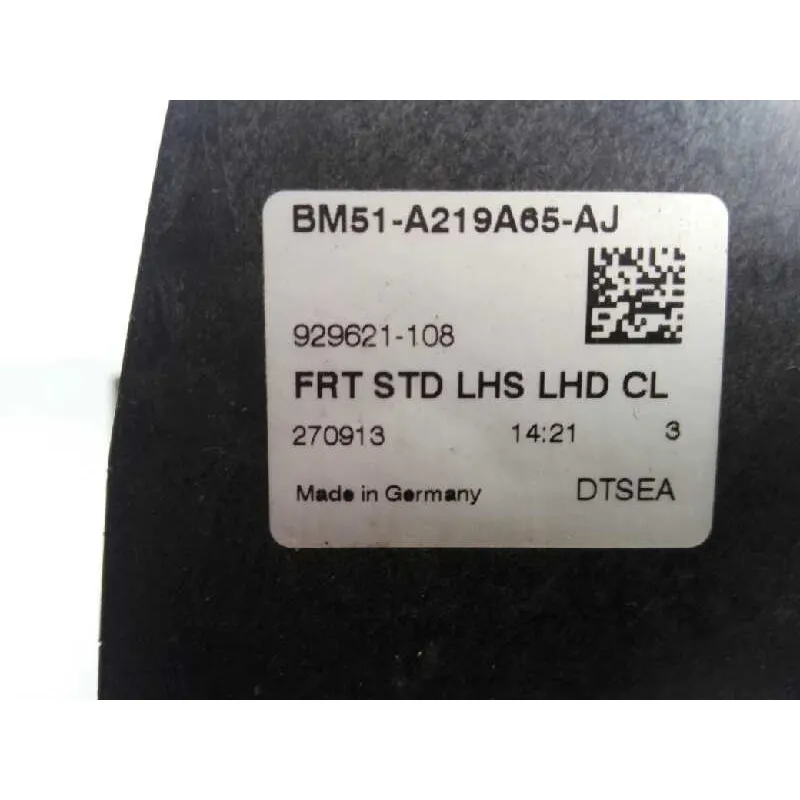 BM51-A219A65-AJ
929621-108
FRT STD LHS LHD CL
270913 14:21 3
Made in Germany DTSEA